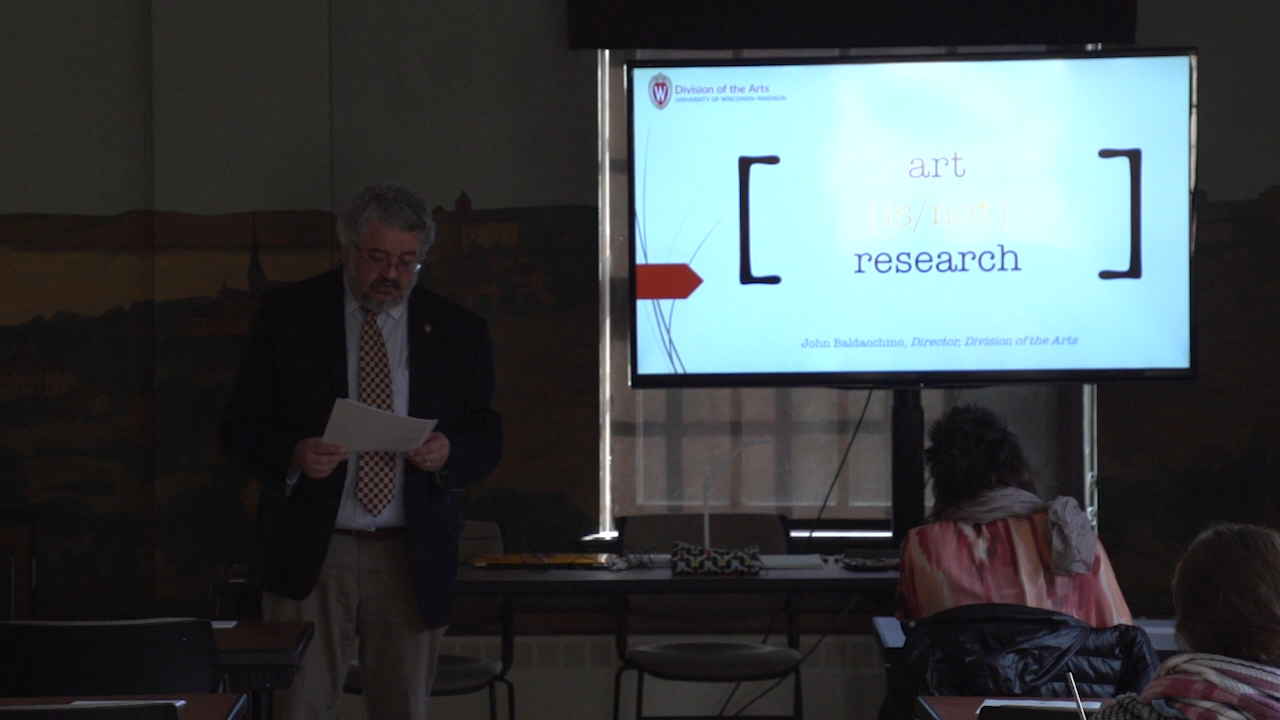 W Division of the Arts
UNIVERSITY OF WISCONSIN-MADISON
art
{is/not}
research
John Baldacchino, Director, Division of the Arts